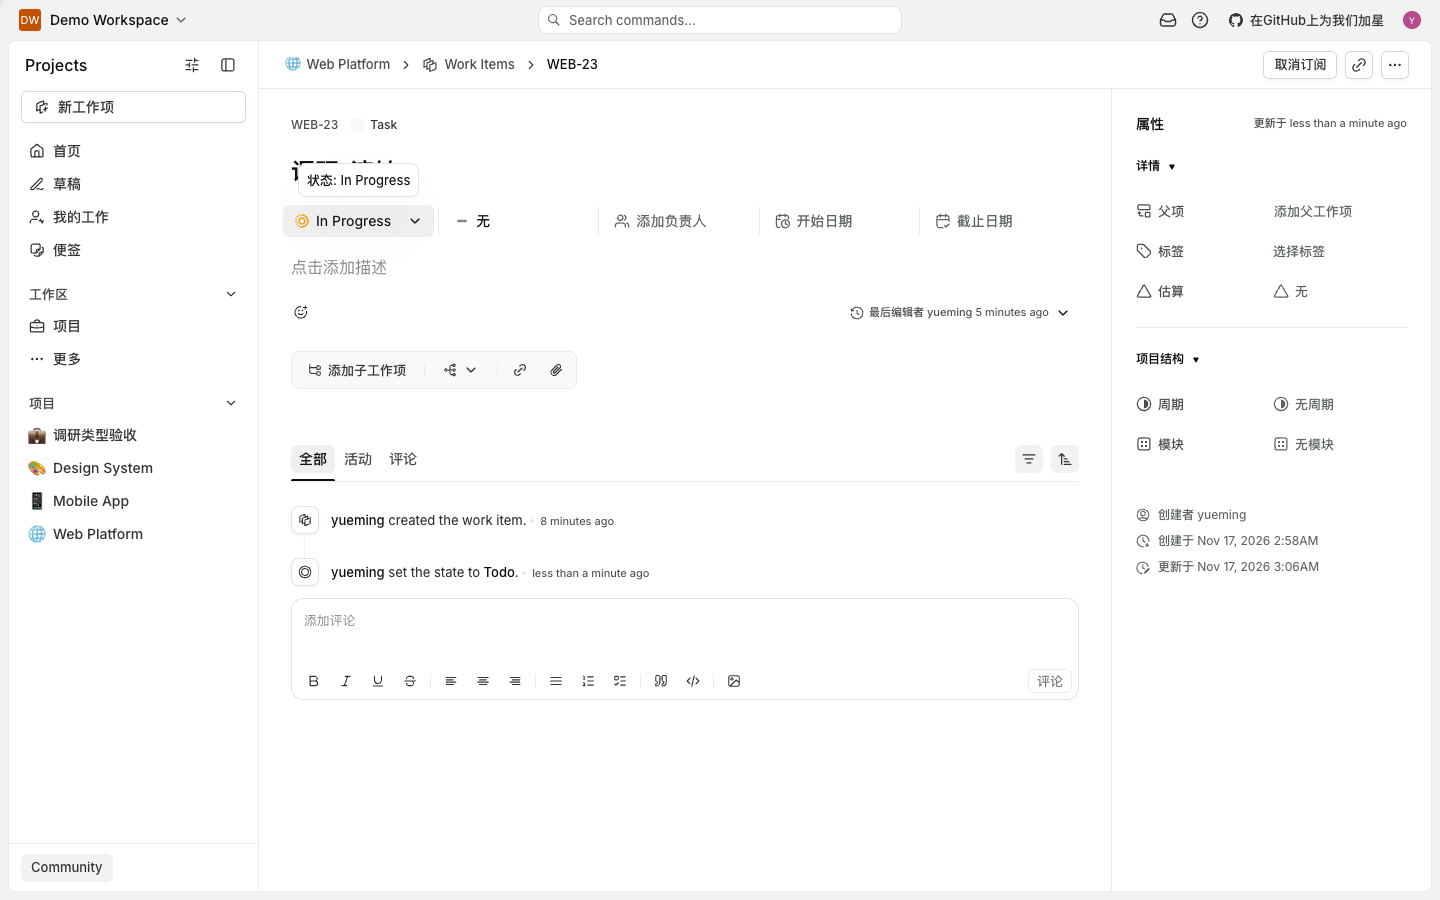 DW Demo Workspace
Search commands...
在GitHub上为我们加星
Y
Projects
新工作项
首页
草稿
我的工作
便签
工作区
项目
更多
项目
调研类型验收
Design System
Mobile App
Web Platform
Community
Web Platform > Work Items > WEB-23
取消订阅
WEB-23 Task
状态: In Progress
In Progress
无
添加负责人
开始日期
截止日期
点击添加描述
最后编辑者 yueming 5 minutes ago
添加子工作项
全部 活动 评论
yueming created the work item. 8 minutes ago
yueming set the state to Todo. less than a minute ago
添加评论
评论
属性 更新于 less than a minute ago
详情
父项 添加父工作项
标签 选择标签
估算 无
项目结构
周期 无周期
模块 无模块
创建者 yueming
创建于 Nov 17, 2026 2:58AM
更新于 Nov 17, 2026 3:06AM